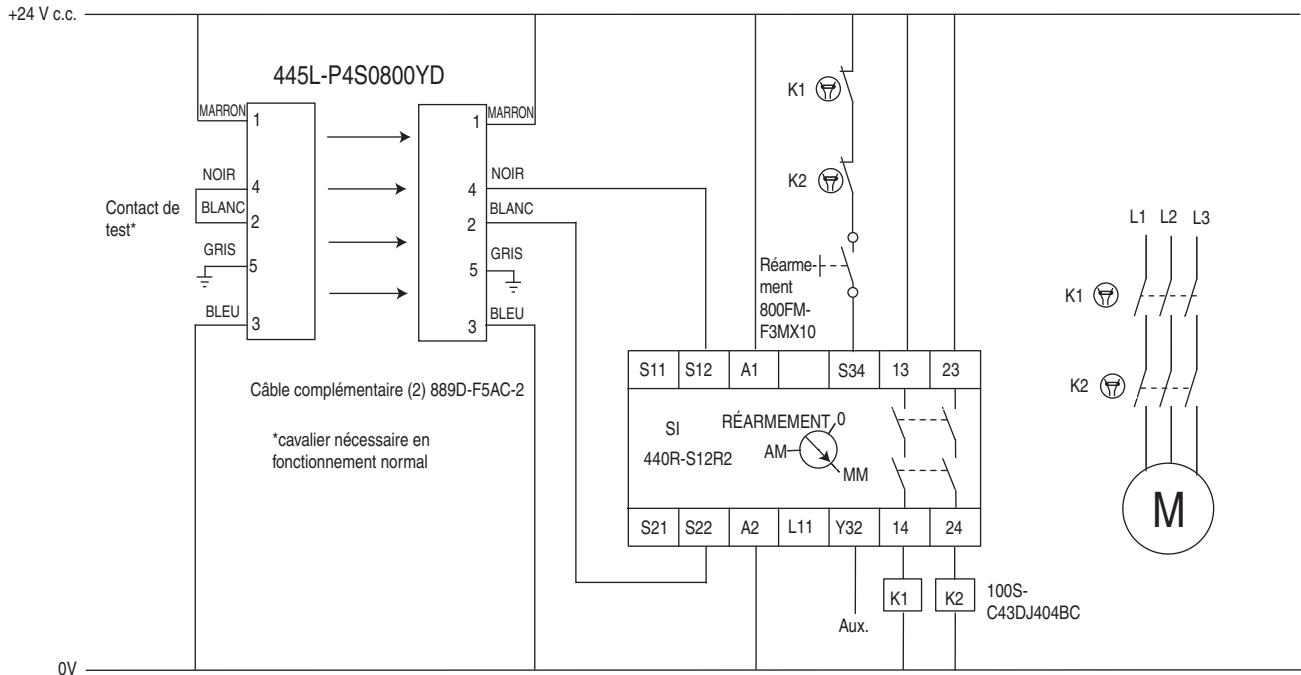 +24 V c.c.
445L-P4S0800YD
MARRON
1
NOIR
4
BLANC
2
Contact de
test*
GRIS
5
BLEU
3
MARRON
1
NOIR
4
BLANC
2
GRIS
5
BLEU
3
Câble complémentaire (2) 889D-F5AC-2
*cavalier nécessaire en
fonctionnement normal
K1
K2
Réarme-
ment
800FM-
F3MX10
S11 S12 A1 S34 13 23
SI
440R-S12R2
RÉARMEMENT 0
AM
MM
S21 S22 A2 L11 Y32 14 24
Aux.
K1
K2
100S-
C43DJ404BC
L1 L2 L3
K1
K2
M
0V